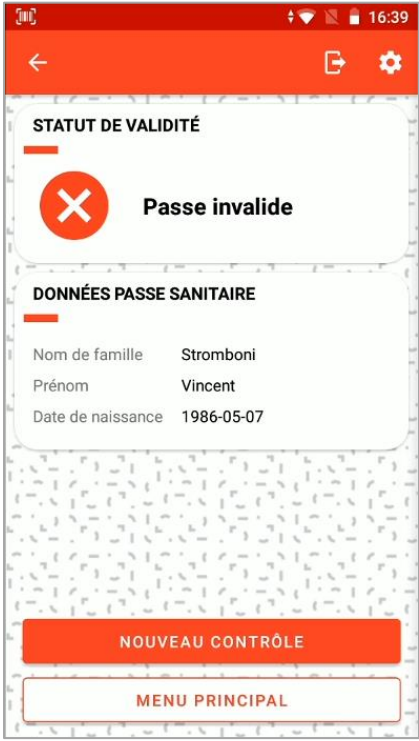 16:39
STATUT DE VALIDITÉ
Passe invalide
DONNÉES PASSE SANITAIRE
Nom de famille Stromboni
Prénom Vincent
Date de naissance 1986-05-07
NOUVEAU CONTRÔLE
MENU PRINCIPAL